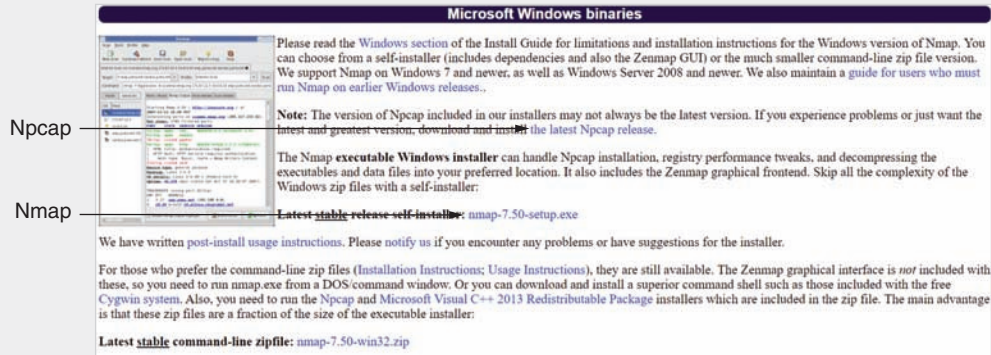 Microsoft Windows binaries
Please read the Windows section of the Install Guide for limitations and installation instructions for the Windows version of Nmap. You
can choose from a self-installer (includes dependencies and also the Zenmap GUI) or the much smaller command-line zip file version.
We support Nmap on Windows 7 and newer, as well as Windows Server 2008 and newer. We also maintain a guide for users who must
run Nmap on earlier Windows releases..
Npcap
Note: The version of Npcap included in our installers may not always be the latest version. If you experience problems or just want the
latest and greatest version, download and install the latest Npcap release.
The Nmap executable Windows installer can handle Npcap installation, registry performance tweaks, and decompressing the
executables and data files into your preferred location. It also includes the Zenmap graphical frontend. Skip all the complexity of the
Windows zip files with a self-installer:
Nmap
Latest stable release self-installer: nmap-7.50-setup.exe
We have written post-install usage instructions. Please notify us if you encounter any problems or have suggestions for the installer.
For those who prefer the command-line zip files (Installation Instructions; Usage Instructions), they are still available. The Zenmap graphical interface is not included with
these, so you need to run nmap.exe from a DOS/command window. Or you can download and install a superior command shell such as those included with the free
Cygwin system. Also, you need to run the Npcap and Microsoft Visual C++ 2013 Redistributable Package installers which are included in the zip file. The main advantage
is that these zip files are a fraction of the size of the executable installer:
Latest stable command-line zipfile: nmap-7.50-win32.zip